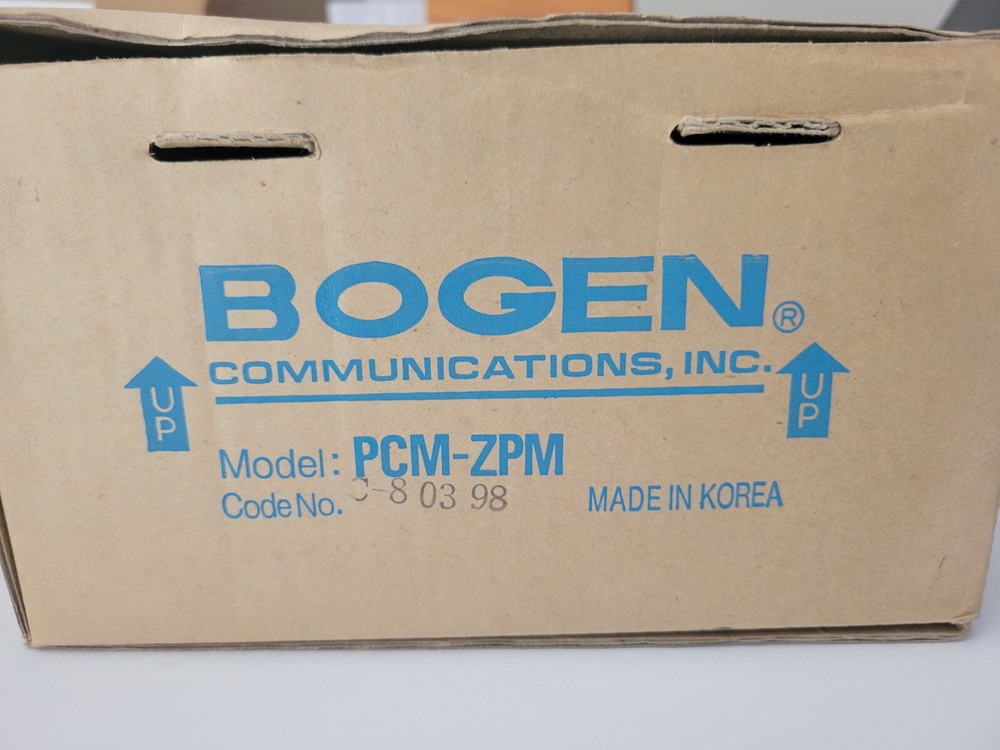 BOGEN®
COMMUNICATIONS, INC.
UP
UP
Model: PCM-ZPM
Code No. C-8 03 98
MADE IN KOREA